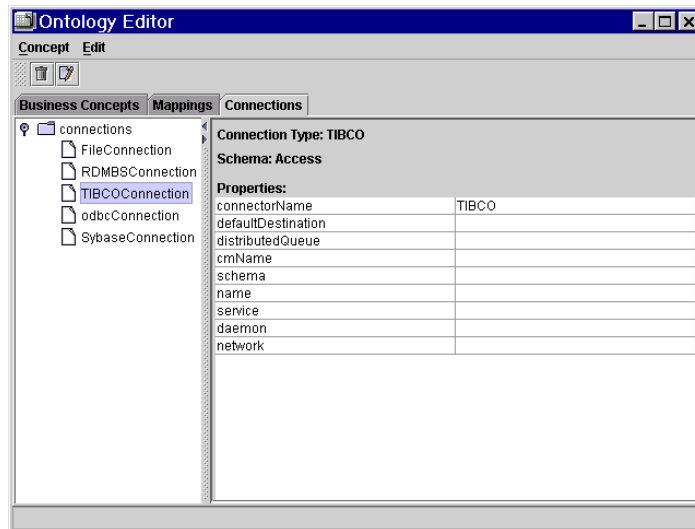 Ontology Editor
Concept Edit
Business Concepts Mappings Connections
connections
FileConnection
RDMBSConnection
TIBCOConnection
odbcConnection
SybaseConnection
Connection Type: TIBCO
Schema: Access
Properties:
connectorName TIBCO
defaultDestination
distributedQueue
cmName
schema
name
service
daemon
network